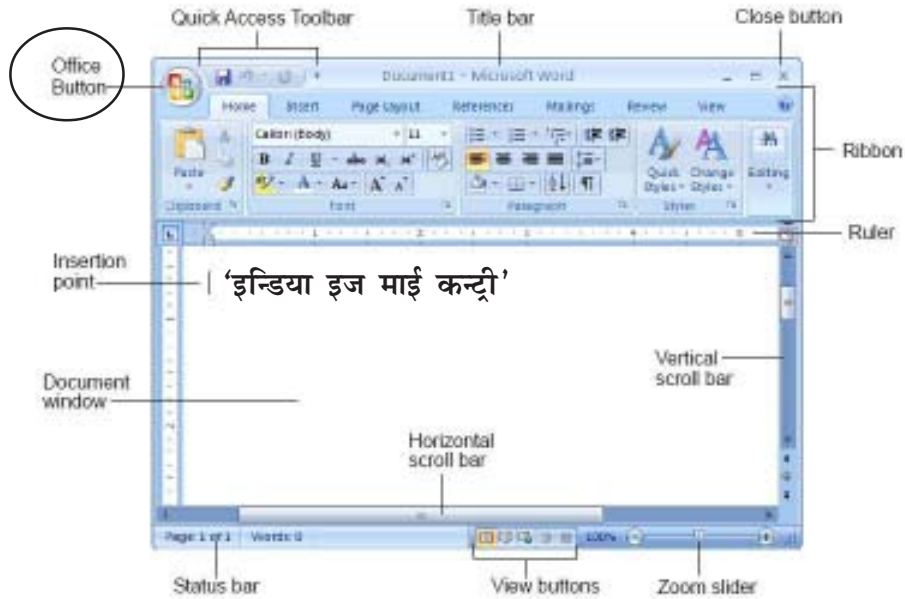 Quick Access Toolbar
Title bar
Close button
Office
Button
Document1 - Microsoft Word
Home Insert Page Layout References Mailings Review View
Calibri (Body) 11
Paste
Quick
Styles
Change
Styles
Editing
Clipboard Font Paragraph Styles
Ribbon
Ruler
Insertion
point
'इन्डिया इज माई कन्ट्री'
Vertical
scroll bar
Document
window
Horizontal
scroll bar
Page: 1 of 1 Words: 0 100%
Status bar
View buttons
Zoom slider